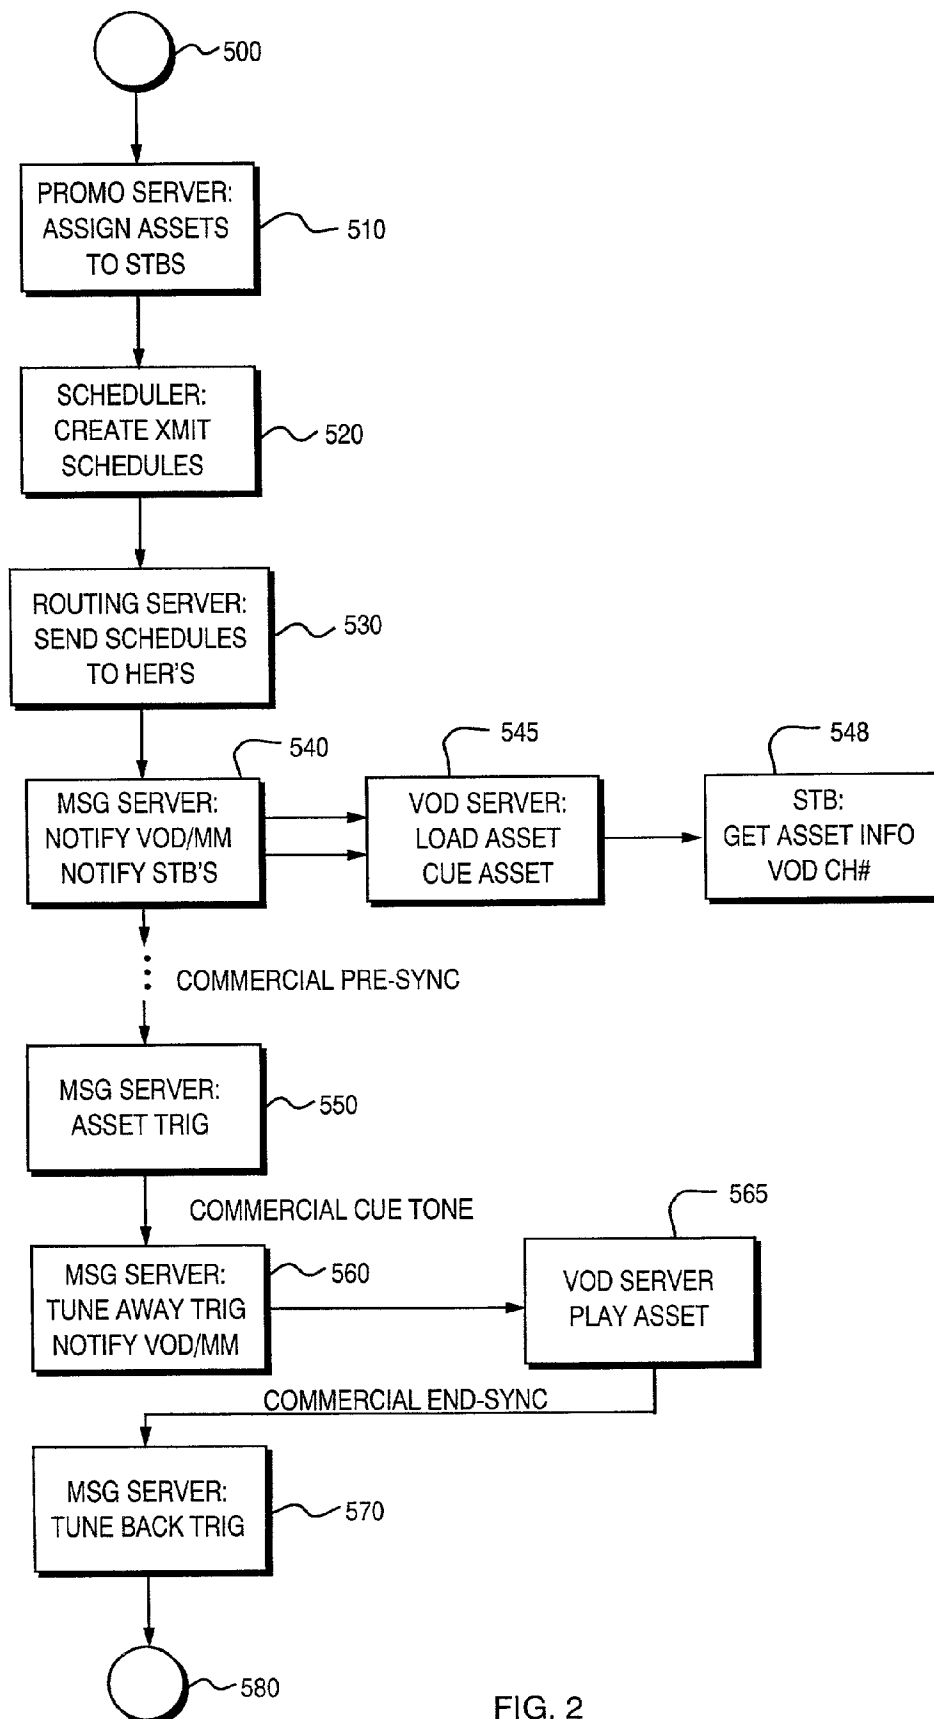 500
PROMO SERVER:
ASSIGN ASSETS
TO STBS
510
SCHEDULER:
CREATE XMIT
SCHEDULES
520
ROUTING SERVER:
SEND SCHEDULES
TO HER'S
530
MSG SERVER:
NOTIFY VOD/MM
NOTIFY STB'S
540
VOD SERVER:
LOAD ASSET
CUE ASSET
545
STB:
GET ASSET INFO
VOD CH#
548
COMMERCIAL PRE-SYNC
MSG SERVER:
ASSET TRIG
550
COMMERCIAL CUE TONE
MSG SERVER:
TUNE AWAY TRIG
NOTIFY VOD/MM
560
VOD SERVER
PLAY ASSET
565
COMMERCIAL END-SYNC
MSG SERVER:
TUNE BACK TRIG
570
580
FIG. 2